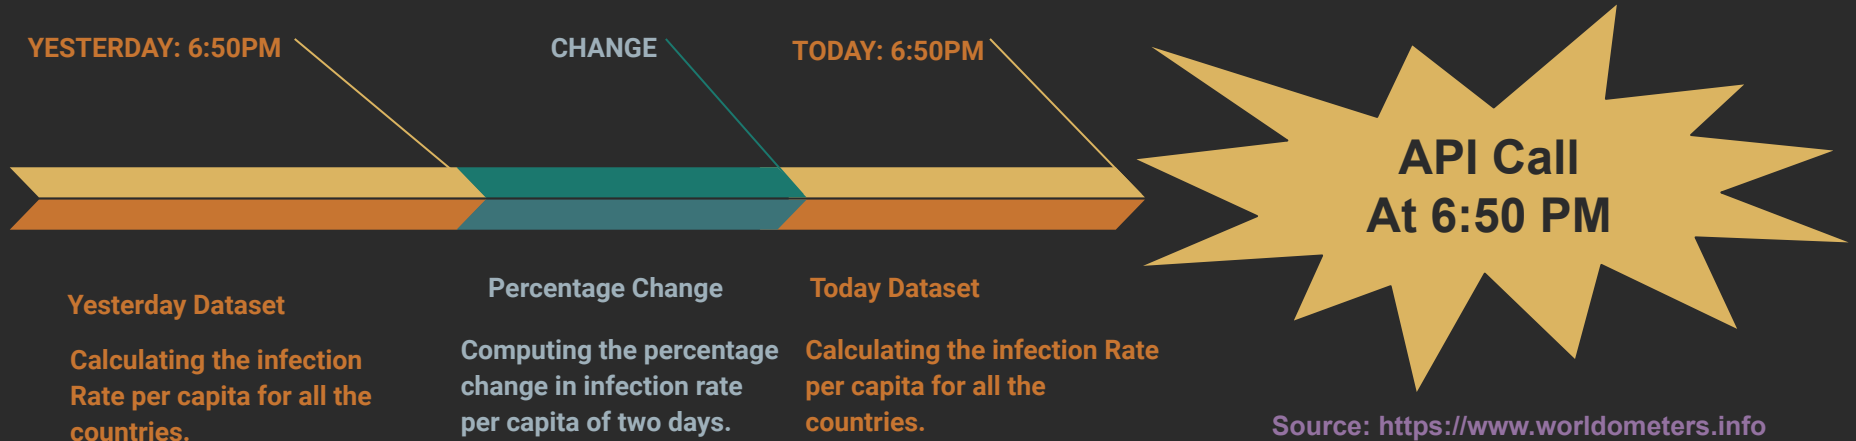 YESTERDAY: 6:50PM
CHANGE
TODAY: 6:50PM
API Call
At 6:50 PM
Yesterday Dataset
Calculating the infection
Rate per capita for all the
countries.
Percentage Change
Computing the percentage
change in infection rate
per capita of two days.
Today Dataset
Calculating the infection Rate
per capita for all the
countries.
Source: https://www.worldometers.info